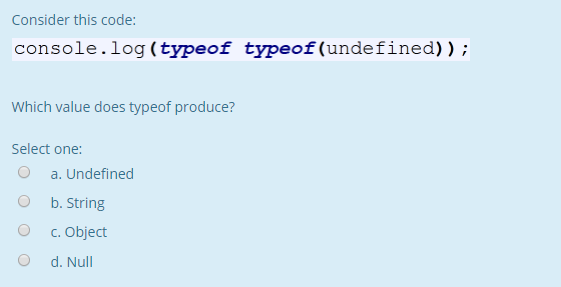 Consider this code:
console.log(typeof typeof(undefined));
Which value does typeof produce?
Select one:
a. Undefined
b. String
c. Object
d. Null